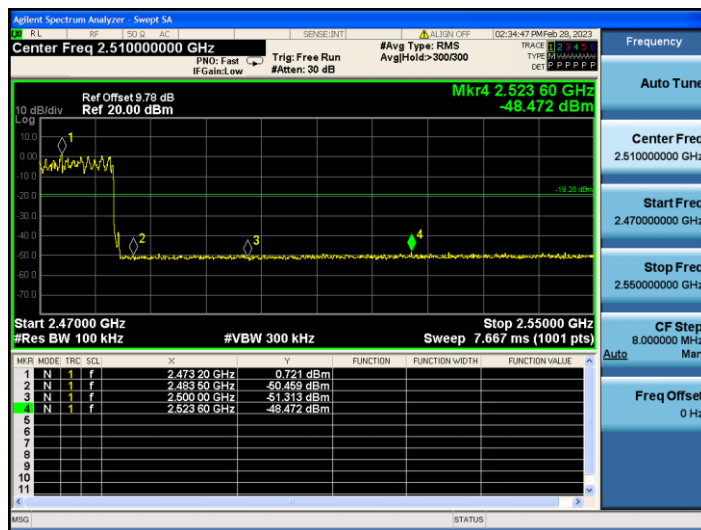 Agilent Spectrum Analyzer - Swept SA
RL RF 50 Ω AC SENSE:INT ALIGN OFF 02:34:47 PM Feb 28, 2023
Center Freq 2.510000000 GHz
PNO: Fast
IFGain:Low
Trig: Free Run
#Atten: 30 dB
#Avg Type: RMS
Avg|Hold:>300/300
TRACE 1 2 3 4 5 6
TYPE M
DET P P P P P P
Ref Offset 9.78 dB
10 dB/div Ref 20.00 dBm
Log
Mkr4 2.523 60 GHz
-48.472 dBm
10.0
0.00
-10.0
-20.0
-30.0
-40.0
-50.0
-60.0
-70.0
1
2
3
4
-19.28 dBm
Start 2.47000 GHz Stop 2.55000 GHz
#Res BW 100 kHz #VBW 300 kHz Sweep 7.667 ms (1001 pts)
MKR MODE TRC SCL X Y FUNCTION FUNCTION WIDTH FUNCTION VALUE
1 N 1 f 2.473 20 GHz 0.721 dBm
2 N 1 f 2.483 50 GHz -50.459 dBm
3 N 1 f 2.500 00 GHz -51.313 dBm
4 N 1 f 2.523 60 GHz -48.472 dBm
5
6
7
8
9
10
11
MSG STATUS
Frequency
Auto Tune
Center Freq
2.510000000 GHz
Start Freq
2.470000000 GHz
Stop Freq
2.550000000 GHz
CF Step
8.000000 MHz
Auto Man
Freq Offset
0 Hz